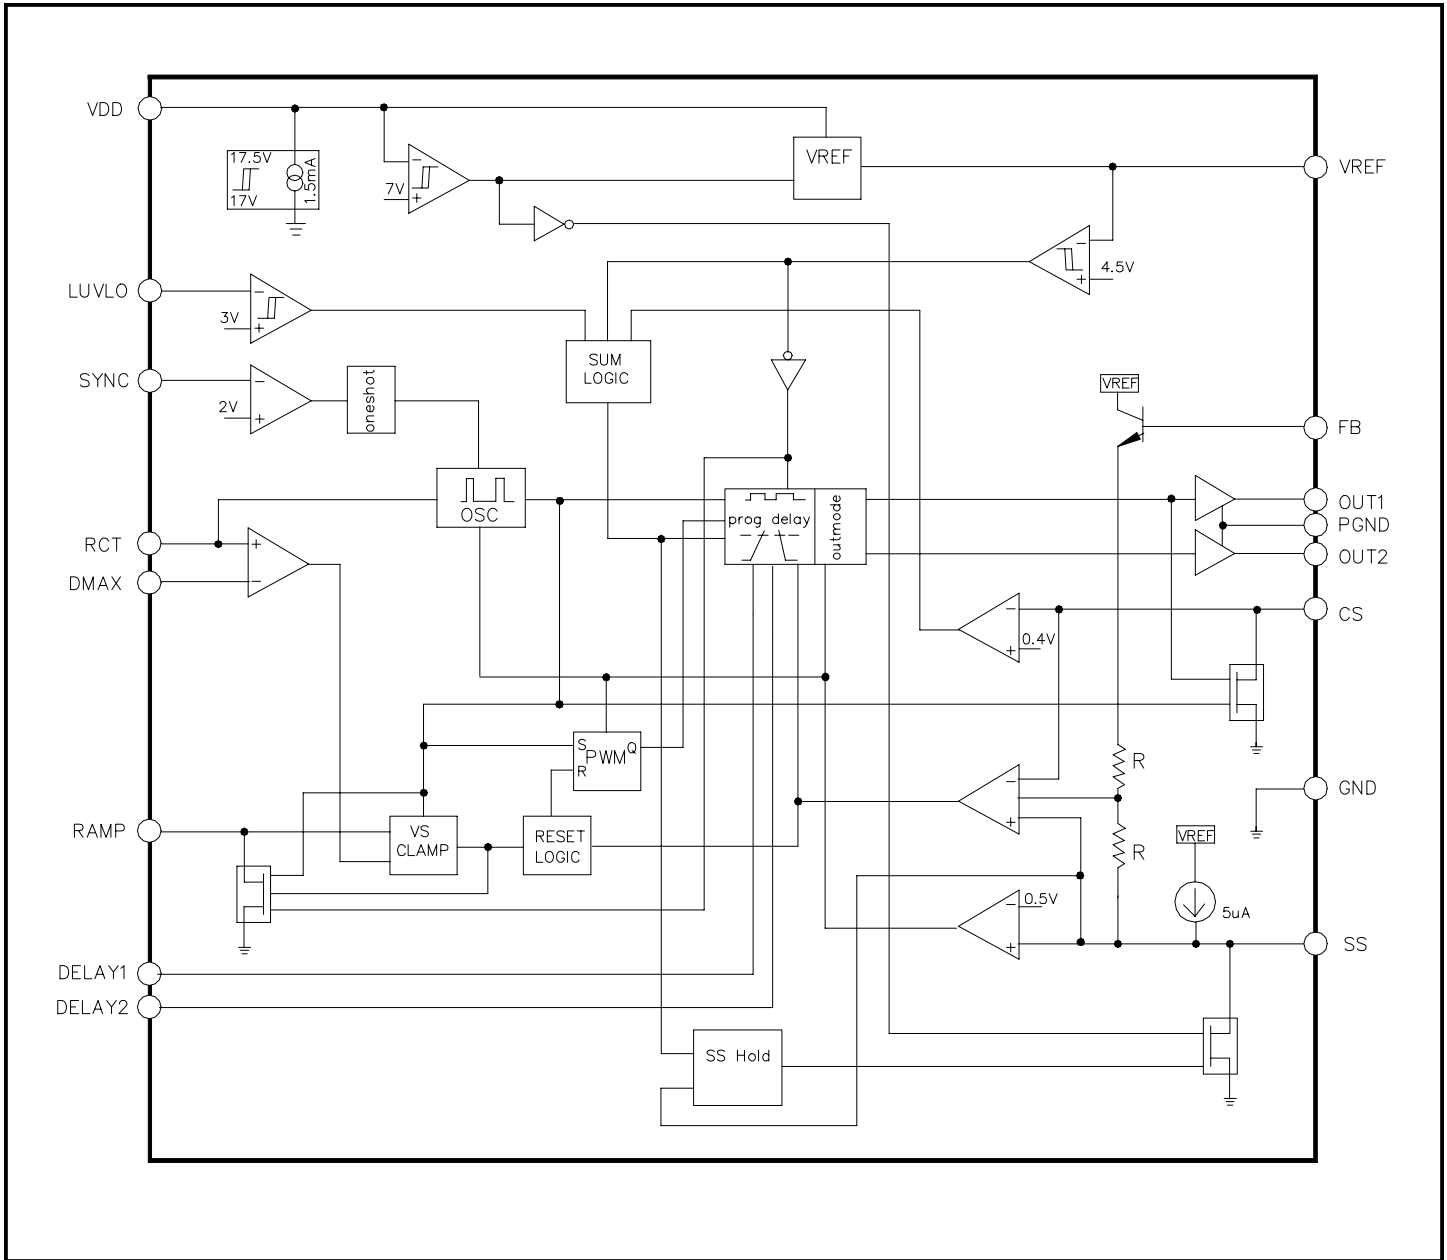 VDD
17.5V
17V
1.5mA
7V
−
+
VREF
VREF
−
+
4.5V
LUVLO
−
3V
+
SUM
LOGIC
SYNC
−
2V
+
oneshot
VREF
FB
OSC
prog delay
outmode
OUT1
PGND
OUT2
RCT
+
DMAX
−
CS
−
0.4V
+
S
PWM
Q
R
R
GND
−
+
RAMP
VS
CLAMP
RESET
LOGIC
R
VREF
5uA
−
0.5V
+
SS
DELAY1
DELAY2
SS Hold